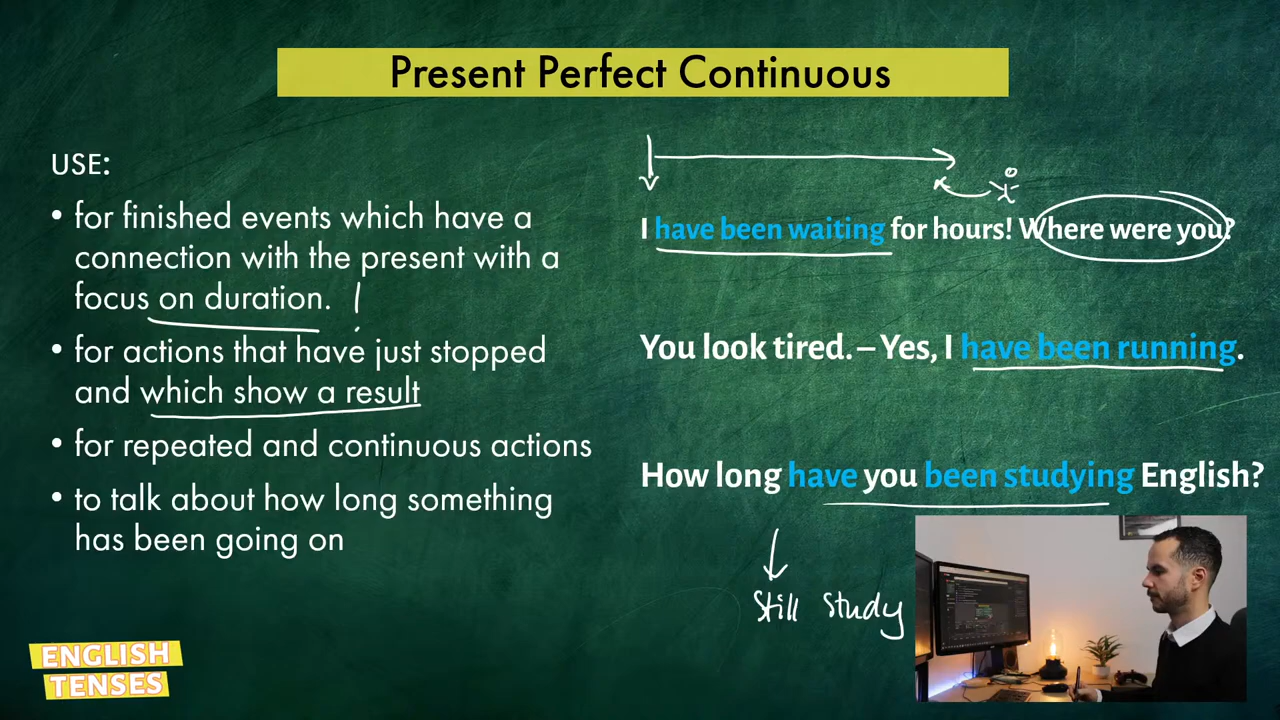 Present Perfect Continuous
USE:
• for finished events which have a
connection with the present with a
focus on duration. !
• for actions that have just stopped
and which show a result
• for repeated and continuous actions
• to talk about how long something
has been going on
I have been waiting for hours! Where were you?
You look tired. – Yes, I have been running.
How long have you been studying English?
Still study
ENGLISH
TENSES